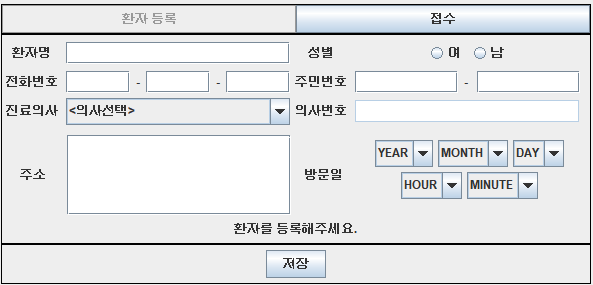 환자 등록 접수
환자명 성별 여 남
전화번호 - - 주민번호 -
진료의사 <의사선택> 의사번호
주소 방문일 YEAR MONTH DAY
HOUR MINUTE
환자를 등록해주세요.
저장